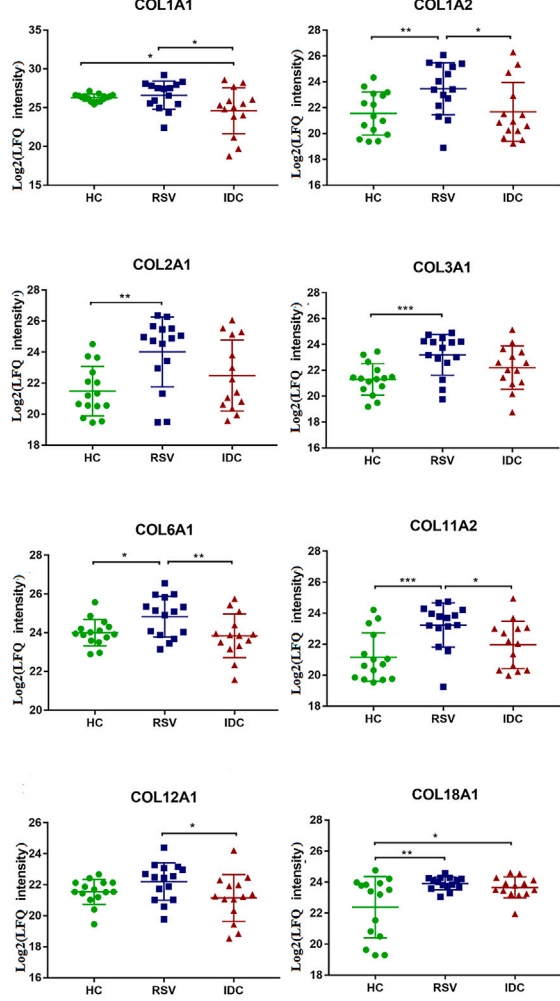 COL1A1
Log2(LFQ intensity)
35
30
25
20
15
*
*
HC RSV IDC
COL1A2
Log2(LFQ intensity)
28
26
24
22
20
18
16
** *
HC RSV IDC
COL2A1
Log2(LFQ intensity)
28
26
24
22
20
18
**
HC RSV IDC
COL3A1
Log2(LFQ intensity)
28
26
24
22
20
18
16
***
HC RSV IDC
COL6A1
Log2(LFQ intensity)
28
26
24
22
20
* **
HC RSV IDC
COL11A2
Log2(LFQ intensity)
28
26
24
22
20
18
*** *
HC RSV IDC
COL12A1
Log2(LFQ intensity)
26
24
22
20
18
16
*
HC RSV IDC
COL18A1
Log2(LFQ intensity)
28
26
24
22
20
18
*
**
HC RSV IDC